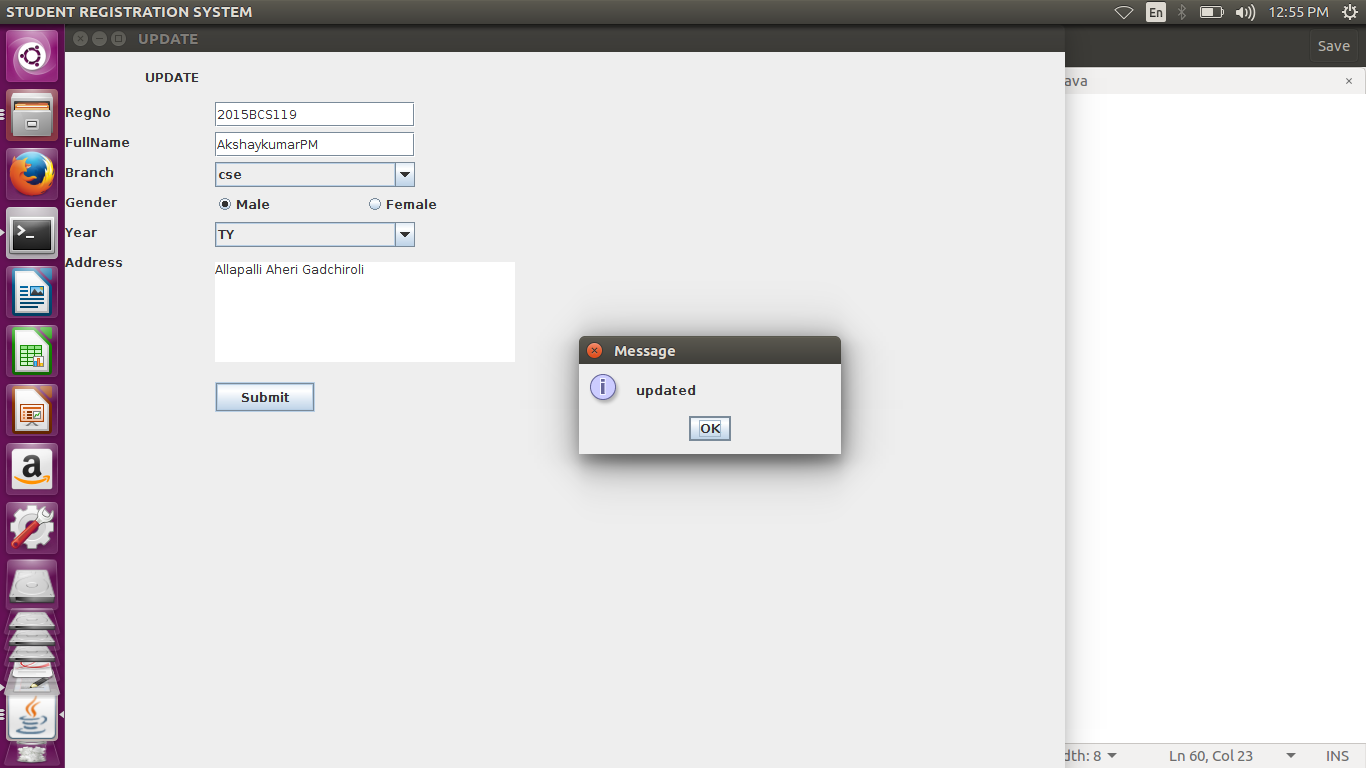 STUDENT REGISTRATION SYSTEM
En
12:55 PM
UPDATE
Save
UPDATE
ava
×
RegNo
2015BCS119
FullName
AkshaykumarPM
Branch
cse
Gender
Male
Female
Year
TY
Address
Allapalli Aheri Gadchiroli
Message
updated
OK
Submit
dth: 8
Ln 60, Col 23
INS